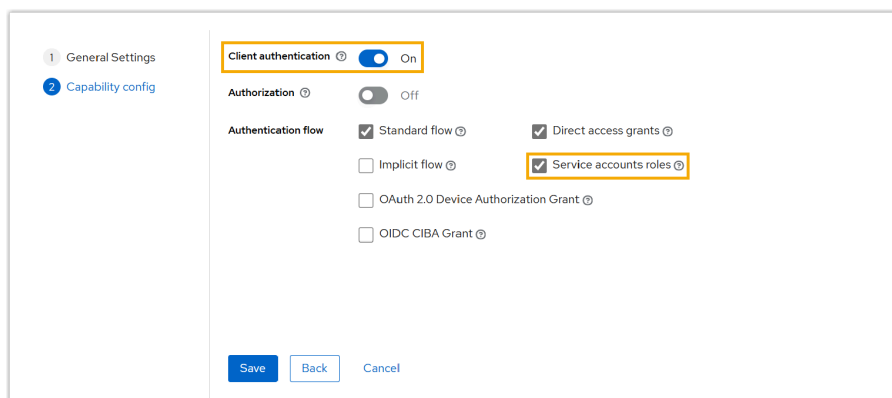 1 General Settings
2 Capability config
Client authentication ? On
Authorization ? Off
Authentication flow
Standard flow ? Direct access grants ?
Implicit flow ? Service accounts roles ?
OAuth 2.0 Device Authorization Grant ?
OIDC CIBA Grant ?
Save Back Cancel